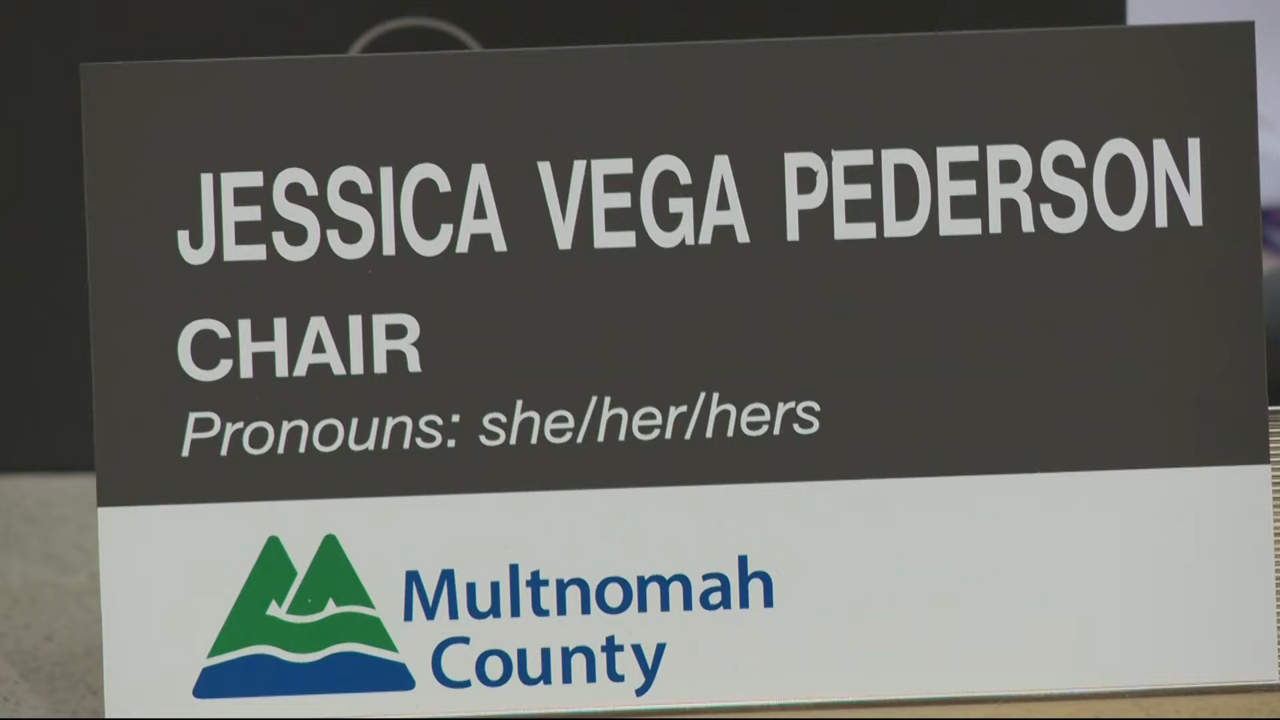 JESSICA VEGA PEDERSON
CHAIR
Pronouns: she/her/hers
Multnomah
County